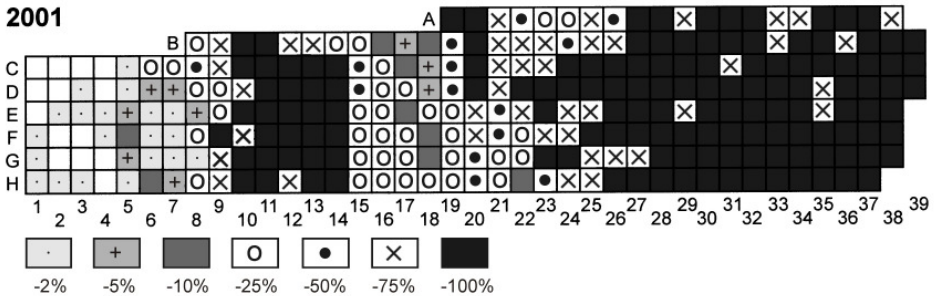 2001
A
B
C
D
E
F
G
H
1 3 5 7 9 11 13 15 17 19 21 23 25 27 29 31 33 35 37 39
2 4 6 8 10 12 14 16 18 20 22 24 26 28 30 32 34 36 38
-2% -5% -10% -25% -50% -75% -100%